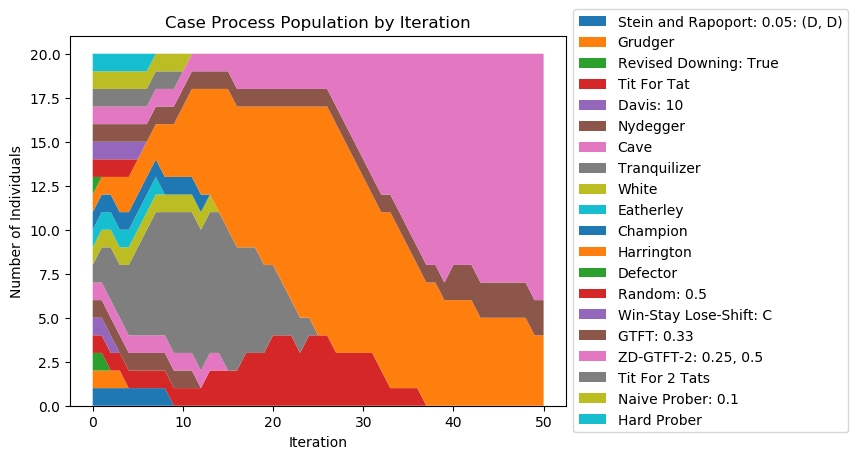 Case Process Population by Iteration
20.0
17.5
15.0
12.5
10.0
7.5
5.0
2.5
0.0
Number of Individuals
0
10
20
30
40
50
Iteration
Stein and Rapoport: 0.05: (D, D)
Grudger
Revised Downing: True
Tit For Tat
Davis: 10
Nydegger
Cave
Tranquilizer
White
Eatherley
Champion
Harrington
Defector
Random: 0.5
Win-Stay Lose-Shift: C
GTFT: 0.33
ZD-GTFT-2: 0.25, 0.5
Tit For 2 Tats
Naive Prober: 0.1
Hard Prober